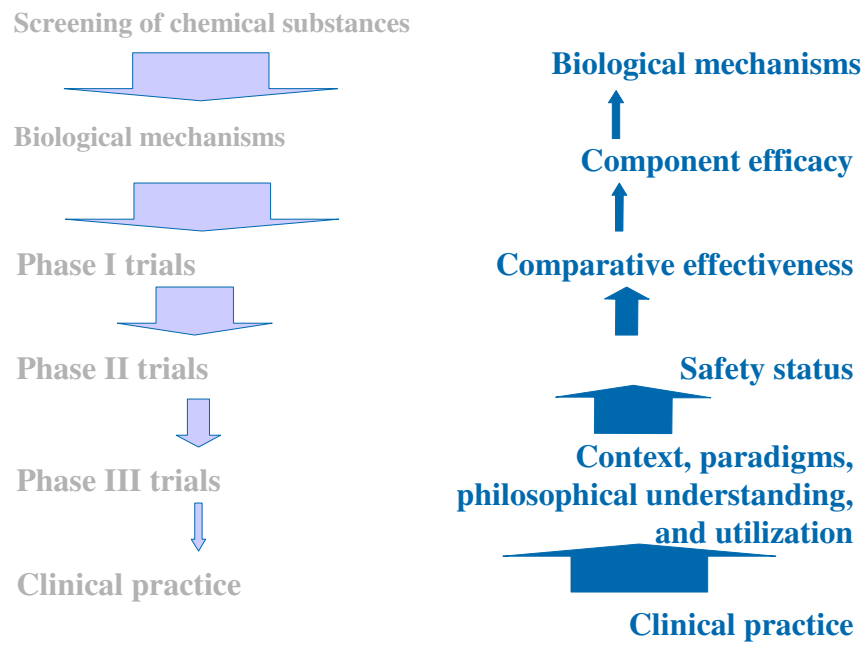 Screening of chemical substances
Biological mechanisms
Phase I trials
Phase II trials
Phase III trials
Clinical practice
Biological mechanisms
Component efficacy
Comparative effectiveness
Safety status
Context, paradigms,
philosophical understanding,
and utilization
Clinical practice